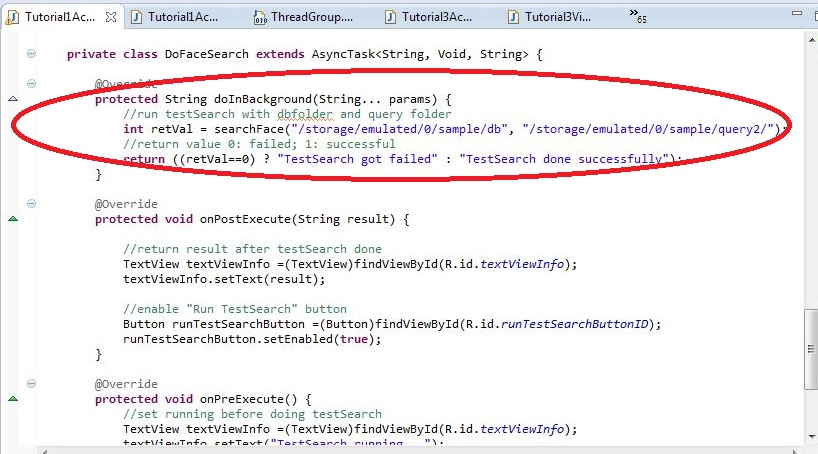 Tutorial1Ac... Tutorial1Ac... ThreadGroup.... Tutorial3Ac... Tutorial3Vi... »65
private class DoFaceSearch extends AsyncTask<String, Void, String> {
@Override
protected String doInBackground(String... params) {
//run testSearch with dbfolder and query folder
int retVal = searchFace("/storage/emulated/0/sample/db", "/storage/emulated/0/sample/query2/");
//return value 0: failed; 1: successful
return ((retVal==0) ? "TestSearch got failed" : "TestSearch done successfully");
}
@Override
protected void onPostExecute(String result) {
//return result after testSearch done
TextView textViewInfo =(TextView)findViewById(R.id.textViewInfo);
textViewInfo.setText(result);
//enable "Run TestSearch" button
Button runTestSearchButton =(Button)findViewById(R.id.runTestSearchButtonID);
runTestSearchButton.setEnabled(true);
}
@Override
protected void onPreExecute() {
//set running before doing testSearch
TextView textViewInfo =(TextView)findViewById(R.id.textViewInfo);
textViewInfo.setText("TestSearch running...");